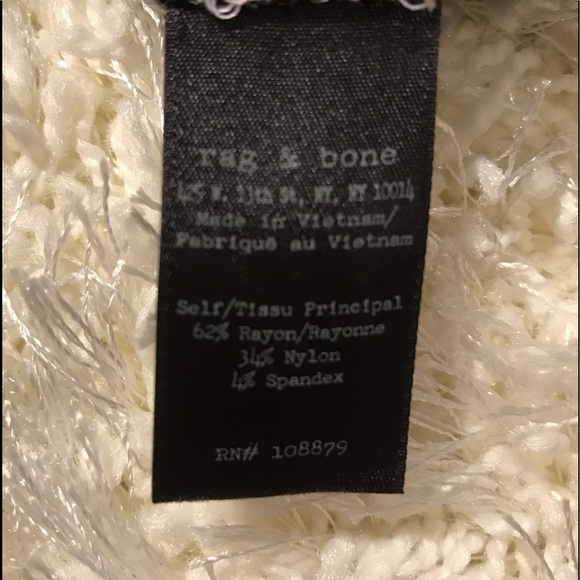 rag & bone
425 W. 13th St, NY, NY 10014
Made in Vietnam/
Fabriqué au Vietnam
Self/Tissu Principal
62% Rayon/Rayonne
34% Nylon
4% Spandex
RN# 108879